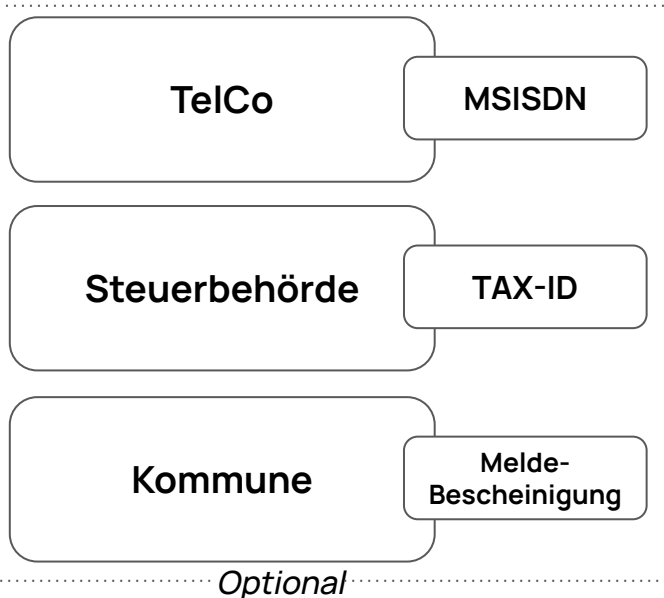 TelCo
MSISDN
Steuerbehörde
TAX-ID
Kommune
Melde-
Bescheinigung
Optional